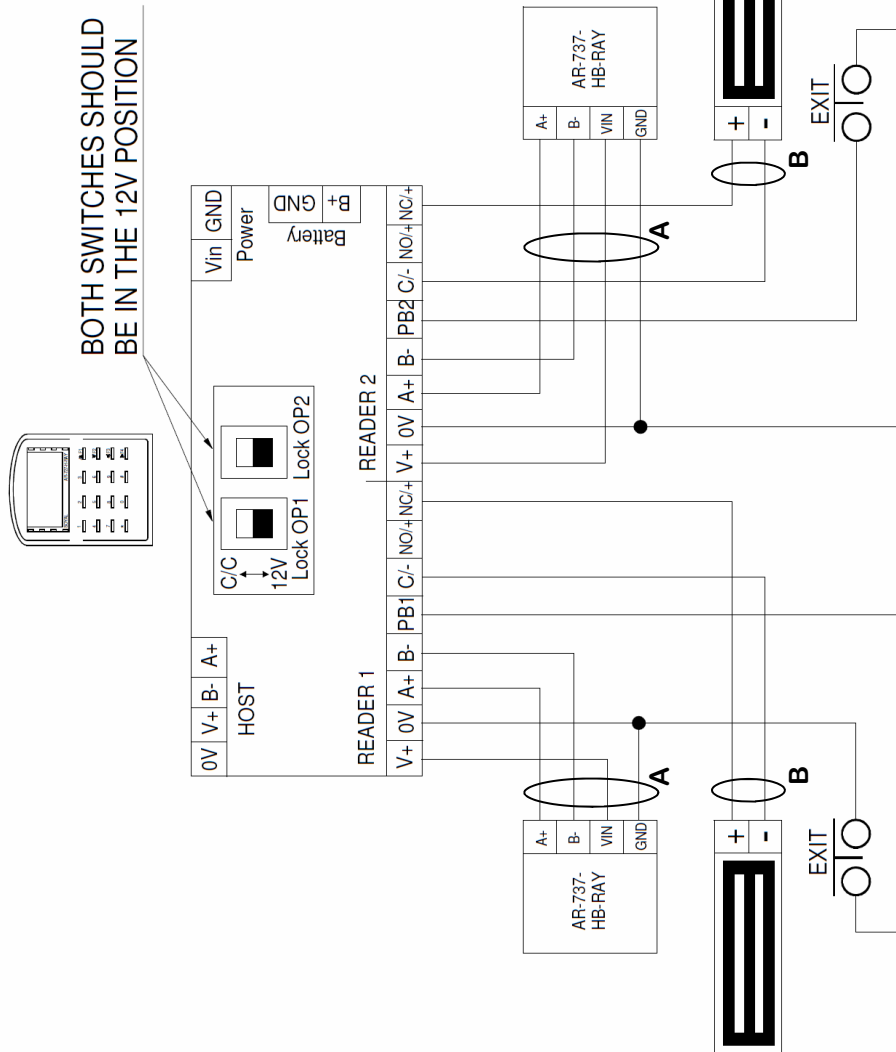 BOTH SWITCHES SHOULD
BE IN THE 12V POSITION
Vin GND
Power
B+ GND
Battery
C/C
12V
Lock OP1
Lock OP2
0V V+ B- A+
HOST
READER 1
READER 2
V+ 0V A+ B- PB1 C/- NO/+ NC/+
V+ 0V A+ B- PB2 C/- NO/+ NC/+
AR-737-
HB-RAY
A+
B-
VIN
GND
A
+
-
B
EXIT
AR-737-
HB-RAY
A+
B-
VIN
GND
A
+
-
B
EXIT